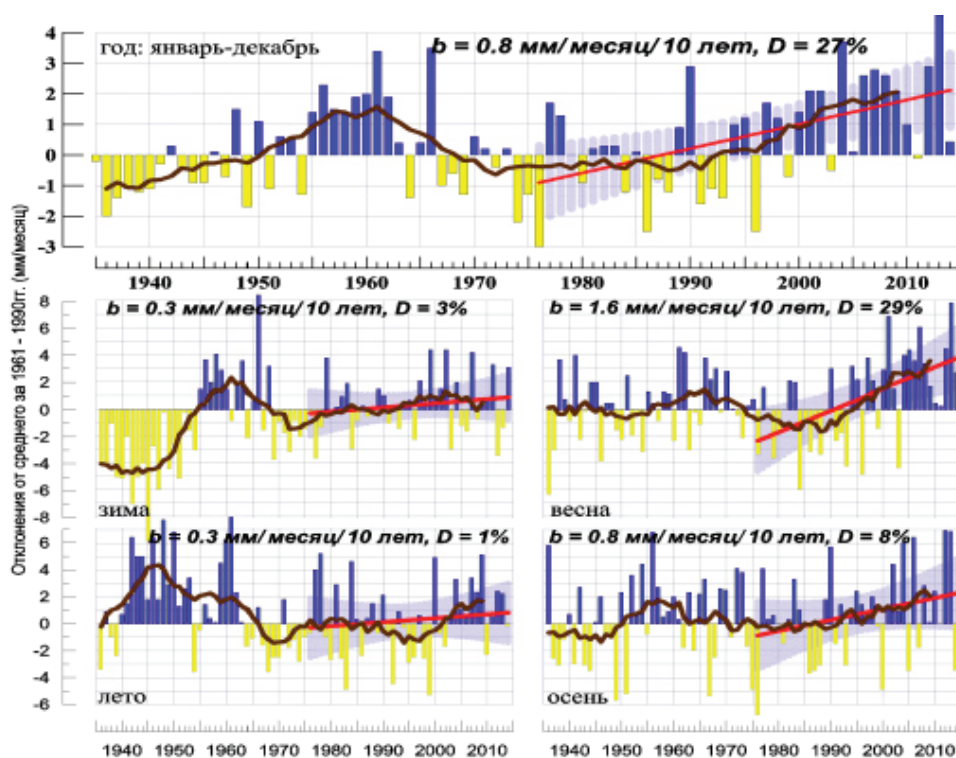 год: январь-декабрь
b = 0.8 мм/месяц/10 лет, D = 27%
4
3
2
1
0
-1
-2
-3
1940 1950 1960 1970 1980 1990 2000 2010
Отклонения от среднего за 1961 - 1990гг. (мм/месяц)
b = 0.3 мм/месяц/10 лет, D = 3%
8
6
4
2
0
-2
-4
-6
-8
зима
b = 1.6 мм/месяц/10 лет, D = 29%
весна
b = 0.3 мм/месяц/10 лет, D = 1%
6
4
2
0
-2
-4
-6
лето
b = 0.8 мм/месяц/10 лет, D = 8%
осень
1940 1950 1960 1970 1980 1990 2000 2010
1940 1950 1960 1970 1980 1990 2000 2010